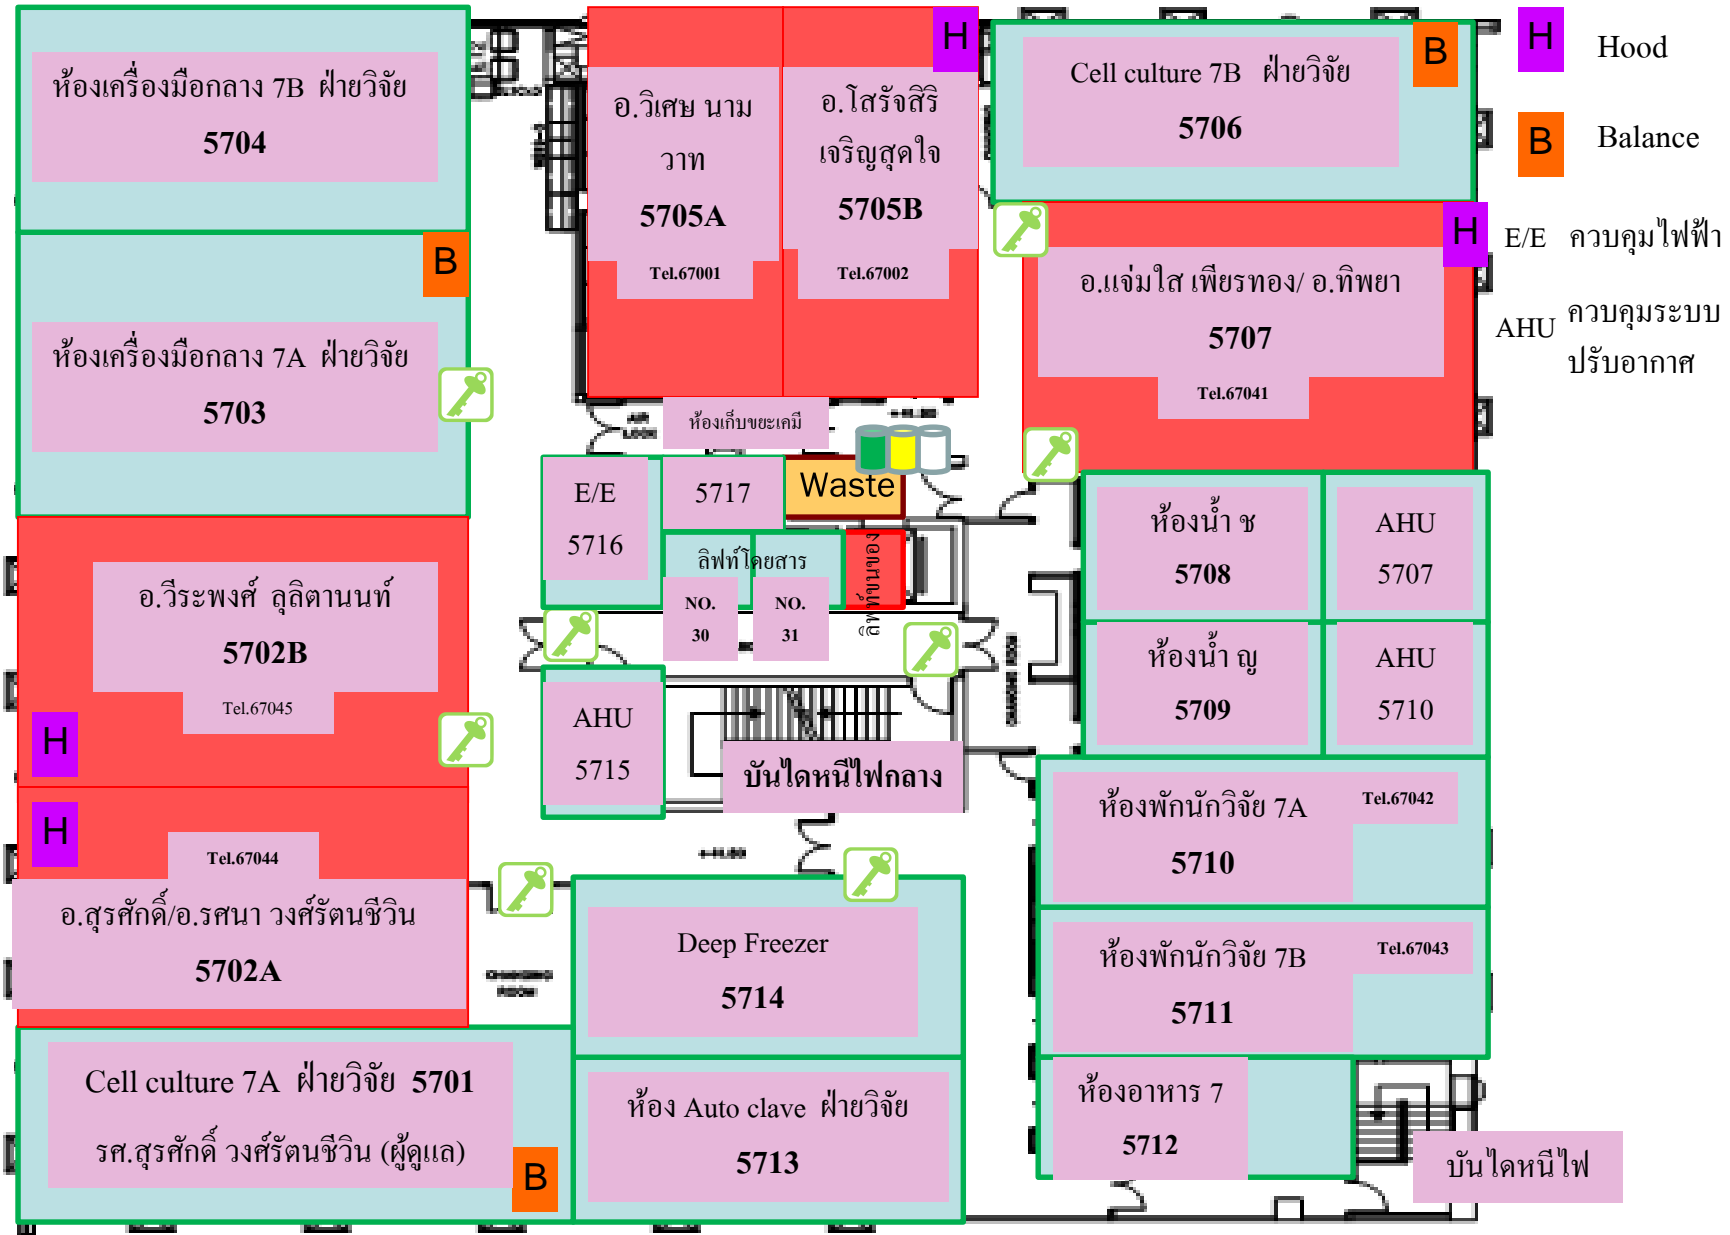 ห้องเครื่องมือกลาง 7B ฝ่ายวิจัย
5704
B
ห้องเครื่องมือกลาง 7A ฝ่ายวิจัย
5703
อ.วีระพงศ์ ลุลิตานนท์
5702B
Tel.67045
H
H
Tel.67044
อ.สุรศักดิ์/อ.รศนา วงศ์รัตนชีวิน
5702A
Cell culture 7A ฝ่ายวิจัย 5701
รศ.สุรศักดิ์ วงศ์รัตนชีวิน (ผู้ดูแล)
B
อ.วิเศษ นาม
วาท
5705A
Tel.67001
H
อ.โสรัจสิริ
เจริญสุดใจ
5705B
Tel.67002
AIR
LOCK
ห้องเก็บขยะเคมี
E/E
5716
5717
Waste
ลิฟท์โดยสาร
ลิฟท์ขนของ
NO.
30
NO.
31
AHU
5715
บันไดหนีไฟกลาง
CHANGING
ROOM
Deep Freezer
5714
ห้อง Auto clave ฝ่ายวิจัย
5713
Cell culture 7B ฝ่ายวิจัย
5706
B
H
อ.แจ่มใส เพียรทอง/ อ.ทิพยา
5707
Tel.67041
ห้องน้ำ ช
5708
AHU
5707
CHANGING ROOM
ห้องน้ำ ญ
5709
AHU
5710
ห้องพักนักวิจัย 7A
Tel.67042
5710
ห้องพักนักวิจัย 7B
Tel.67043
5711
ห้องอาหาร 7
5712
บันไดหนีไฟ
H Hood
B Balance
E/E ควบคุมไฟฟ้า
AHU ควบคุมระบบ
ปรับอากาศ